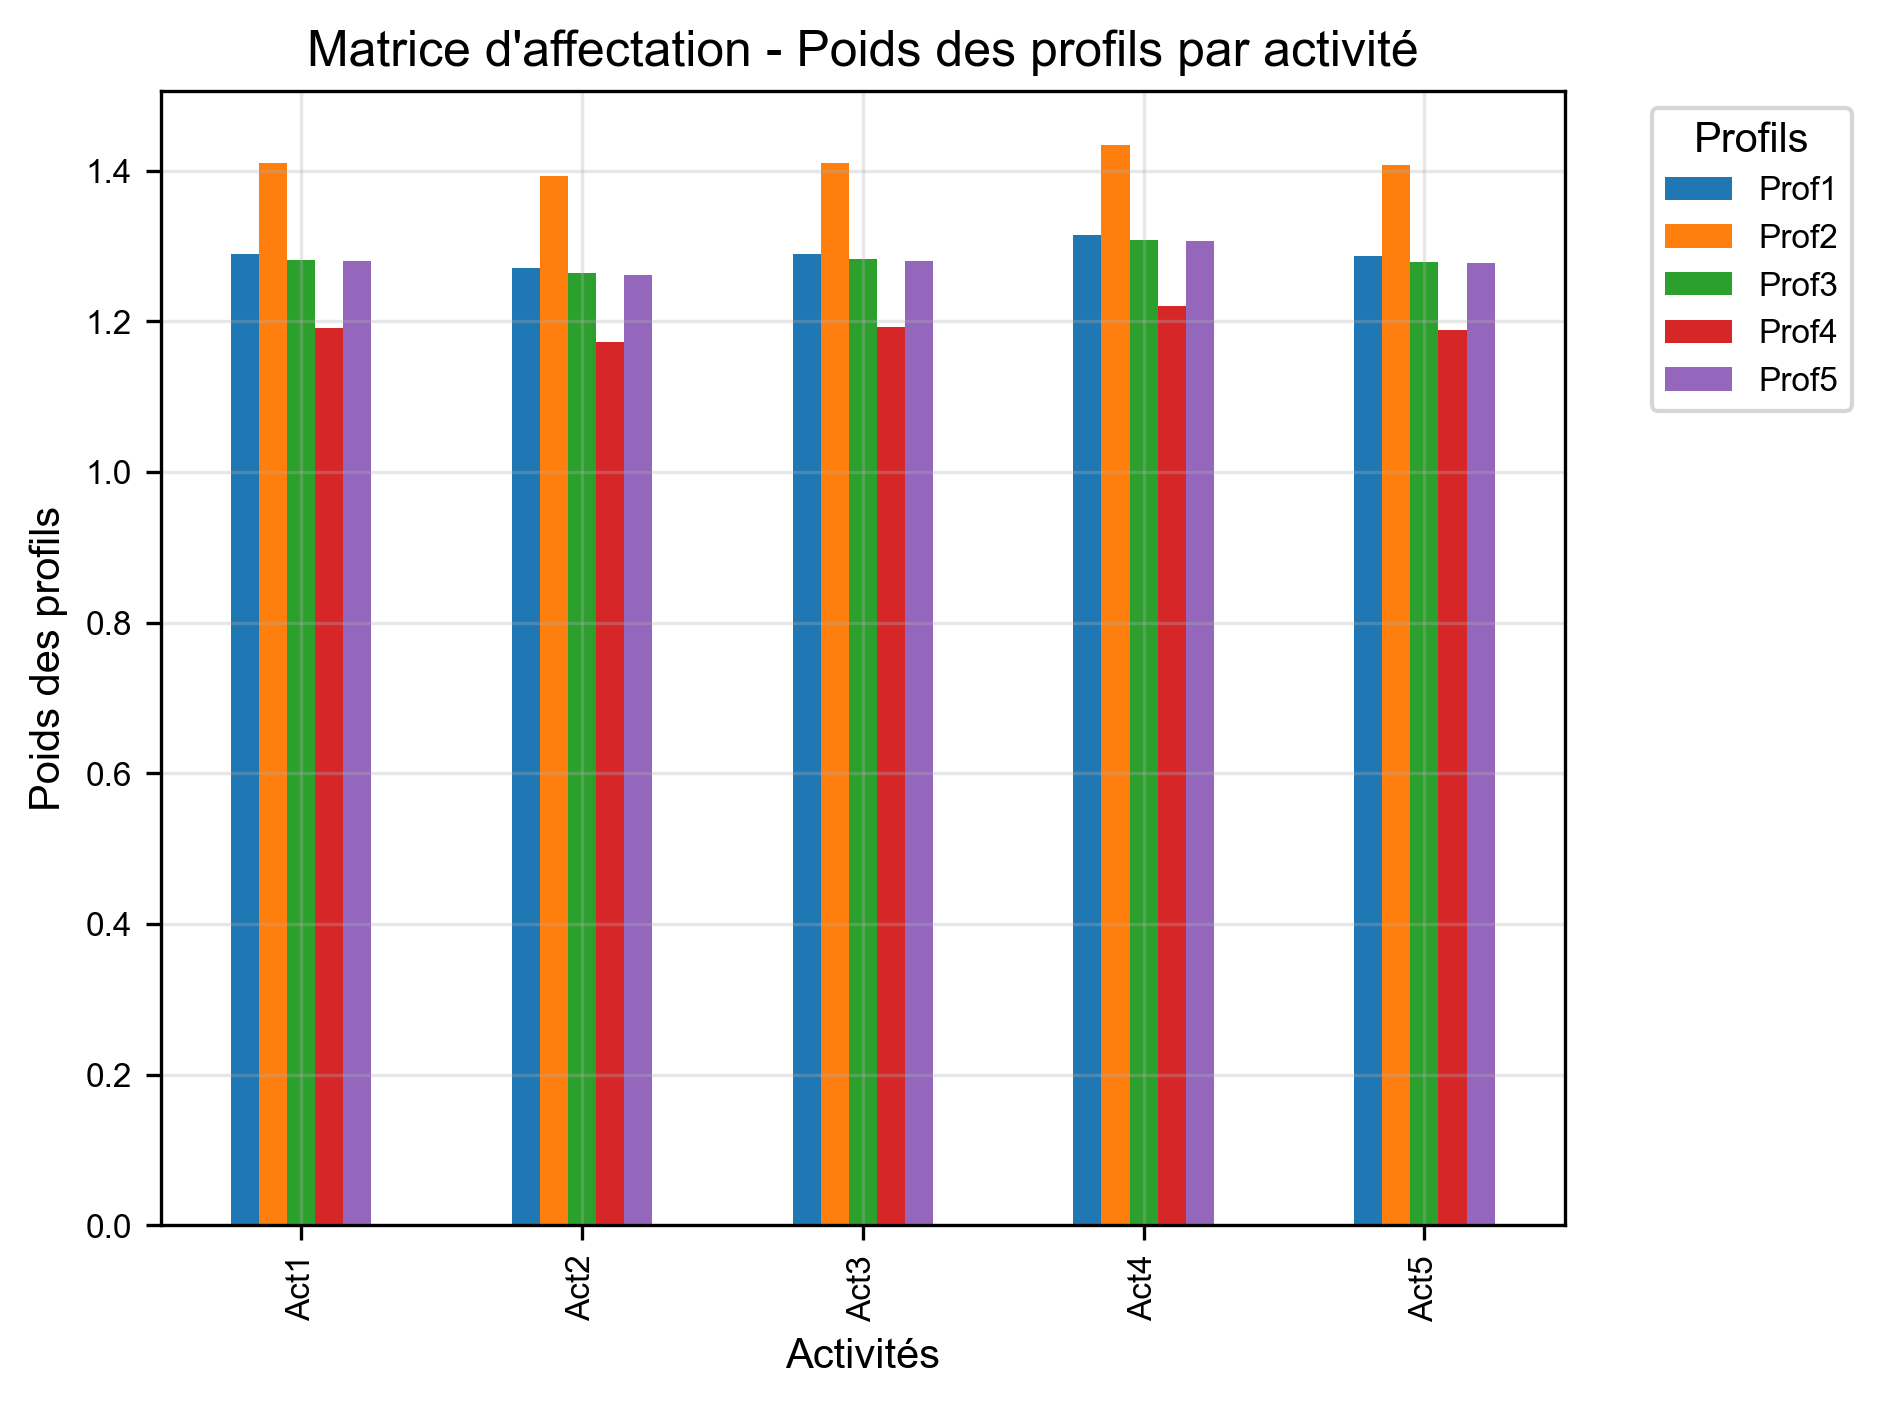 Matrice d'affectation - Poids des profils par activité
Profils
Prof1
Prof2
Prof3
Prof4
Prof5
Poids des profils
1.4
1.2
1.0
0.8
0.6
0.4
0.2
0.0
Act1
Act2
Act3
Act4
Act5
Activités